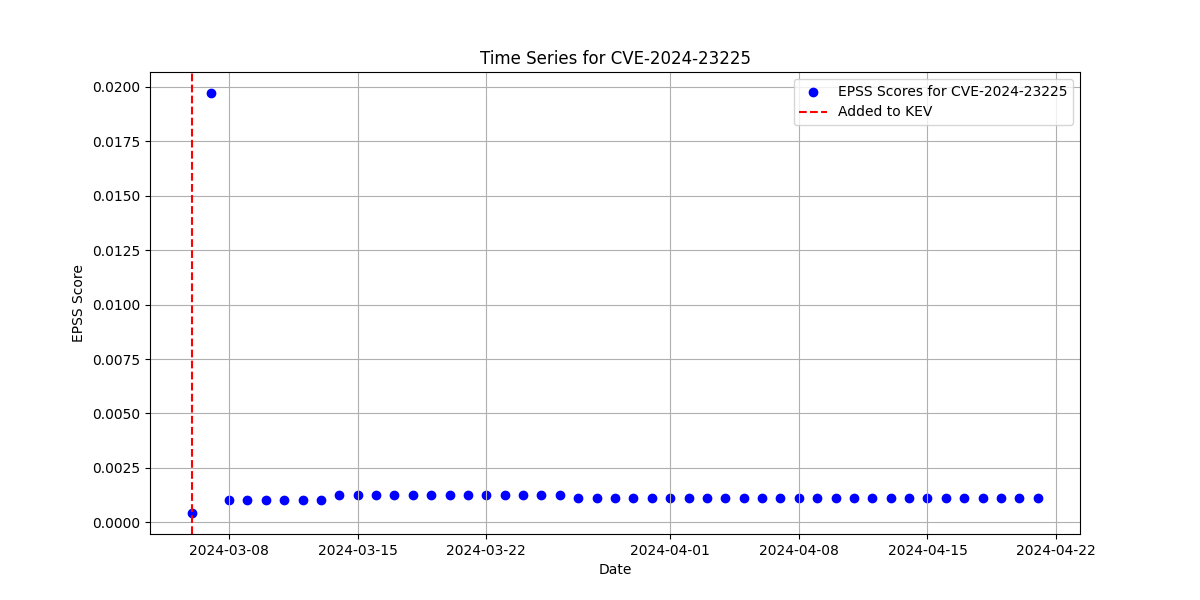 Time Series for CVE-2024-23225
EPSS Scores for CVE-2024-23225
Added to KEV
EPSS Score
0.0200
0.0175
0.0150
0.0125
0.0100
0.0075
0.0050
0.0025
0.0000
2024-03-08 2024-03-15 2024-03-22 2024-04-01 2024-04-08 2024-04-15 2024-04-22
Date